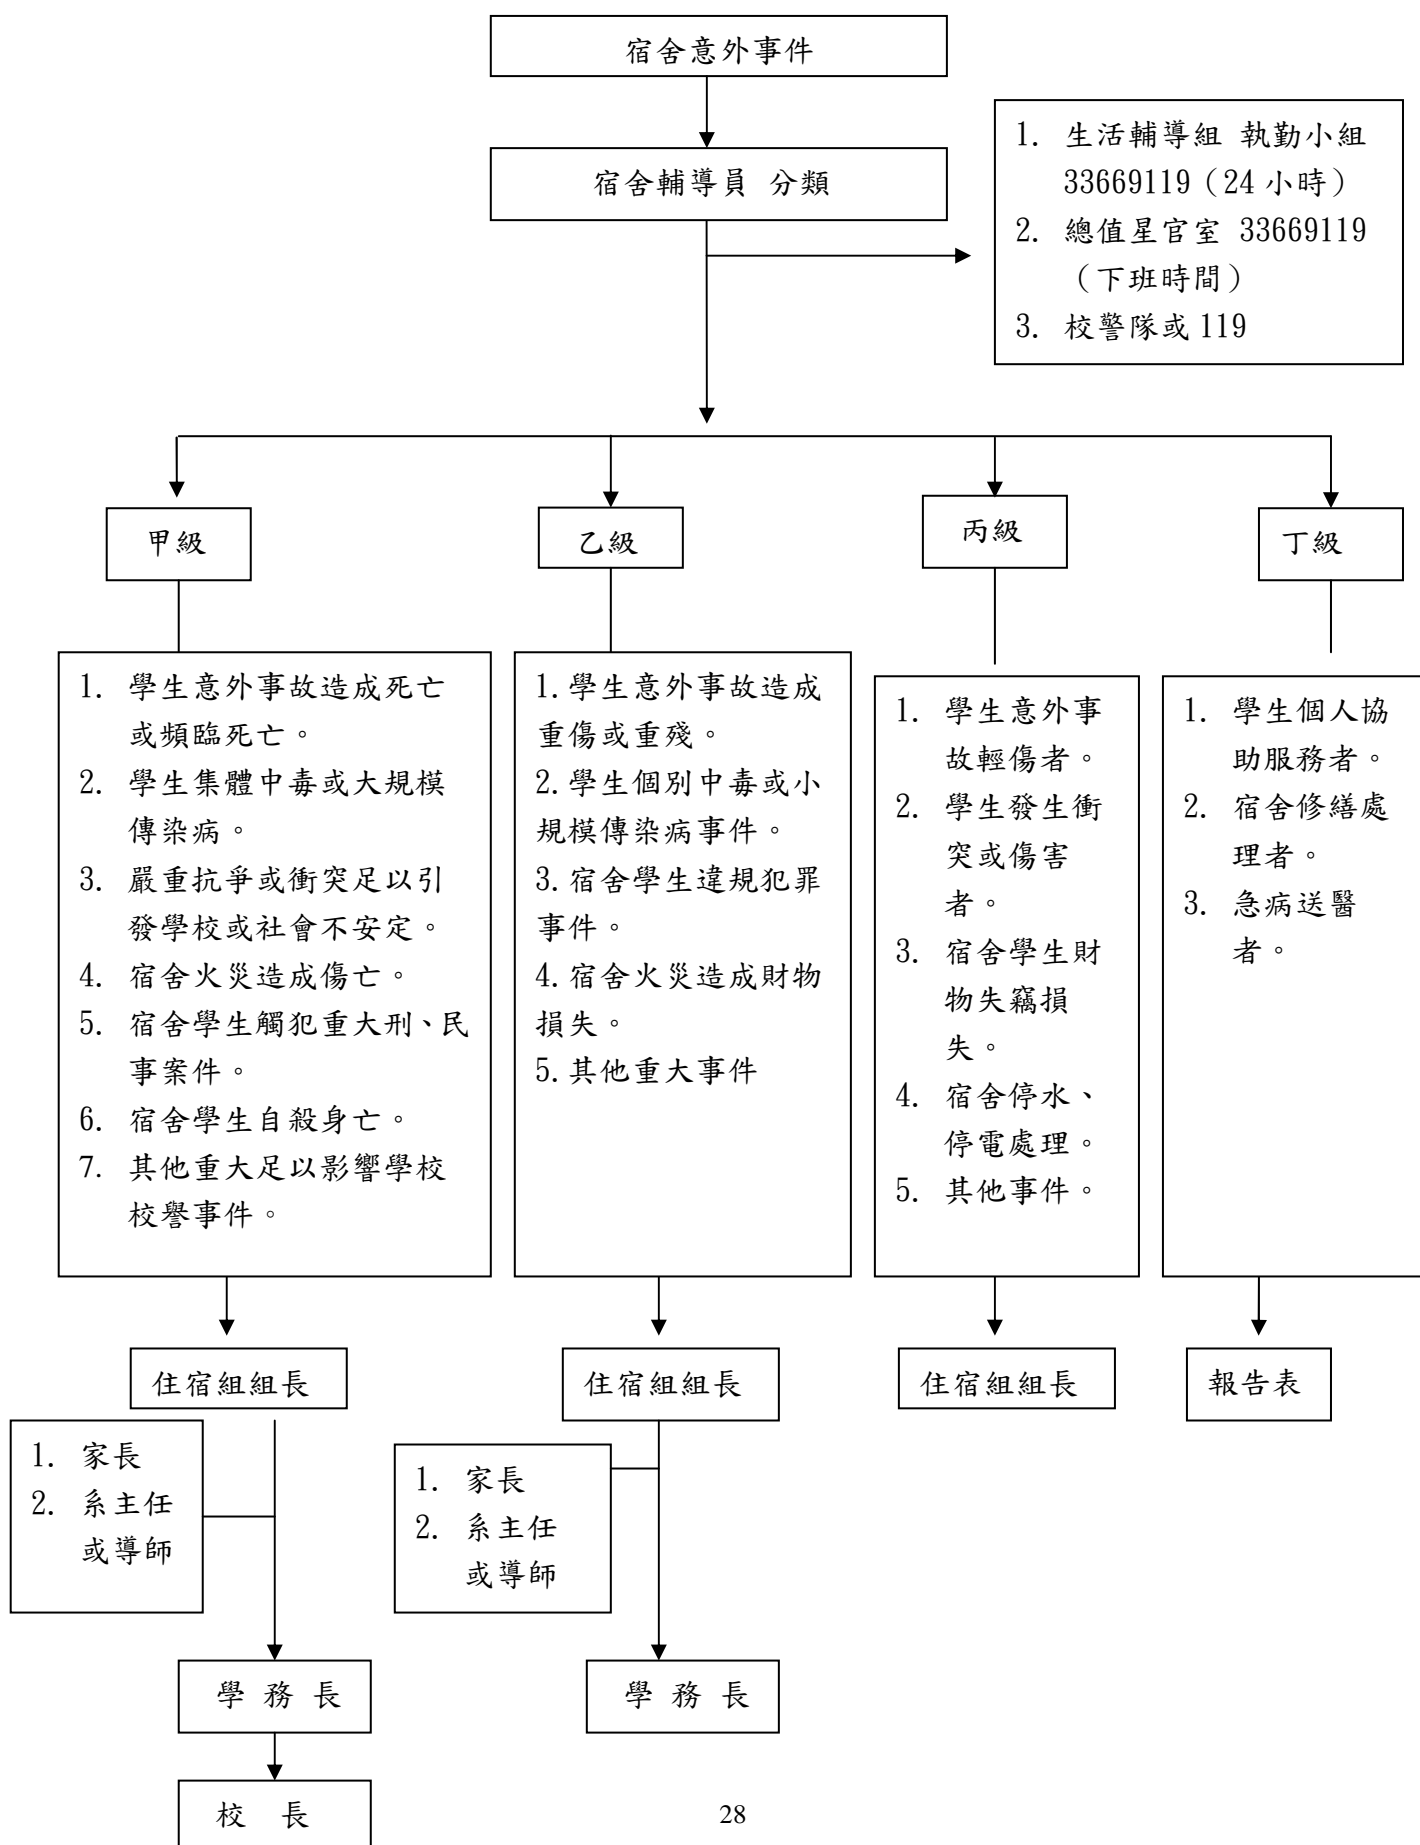 宿舍意外事件
宿舍輔導員 分類
1. 生活輔導組 執勤小組
33669119（24 小時）
2. 總值星官室 33669119
（下班時間）
3. 校警隊或 119
甲級
乙級
丙級
丁級
1. 學生意外事故造成死亡
或頻臨死亡。
2. 學生集體中毒或大規模
傳染病。
3. 嚴重抗爭或衝突足以引
發學校或社會不安定。
4. 宿舍火災造成傷亡。
5. 宿舍學生觸犯重大刑、民
事案件。
6. 宿舍學生自殺身亡。
7. 其他重大足以影響學校
校譽事件。
1.學生意外事故造成
重傷或重殘。
2.學生個別中毒或小
規模傳染病事件。
3.宿舍學生違規犯罪
事件。
4.宿舍火災造成財物
損失。
5.其他重大事件
1. 學生意外事
故輕傷者。
2. 學生發生衝
突或傷害
者。
3. 宿舍學生財
物失竊損
失。
4. 宿舍停水、
停電處理。
5. 其他事件。
1. 學生個人協
助服務者。
2. 宿舍修繕處
理者。
3. 急病送醫
者。
住宿組組長
住宿組組長
住宿組組長
報告表
1. 家長
2. 系主任
或導師
1. 家長
2. 系主任
或導師
學 務 長
學 務 長
校 長
28